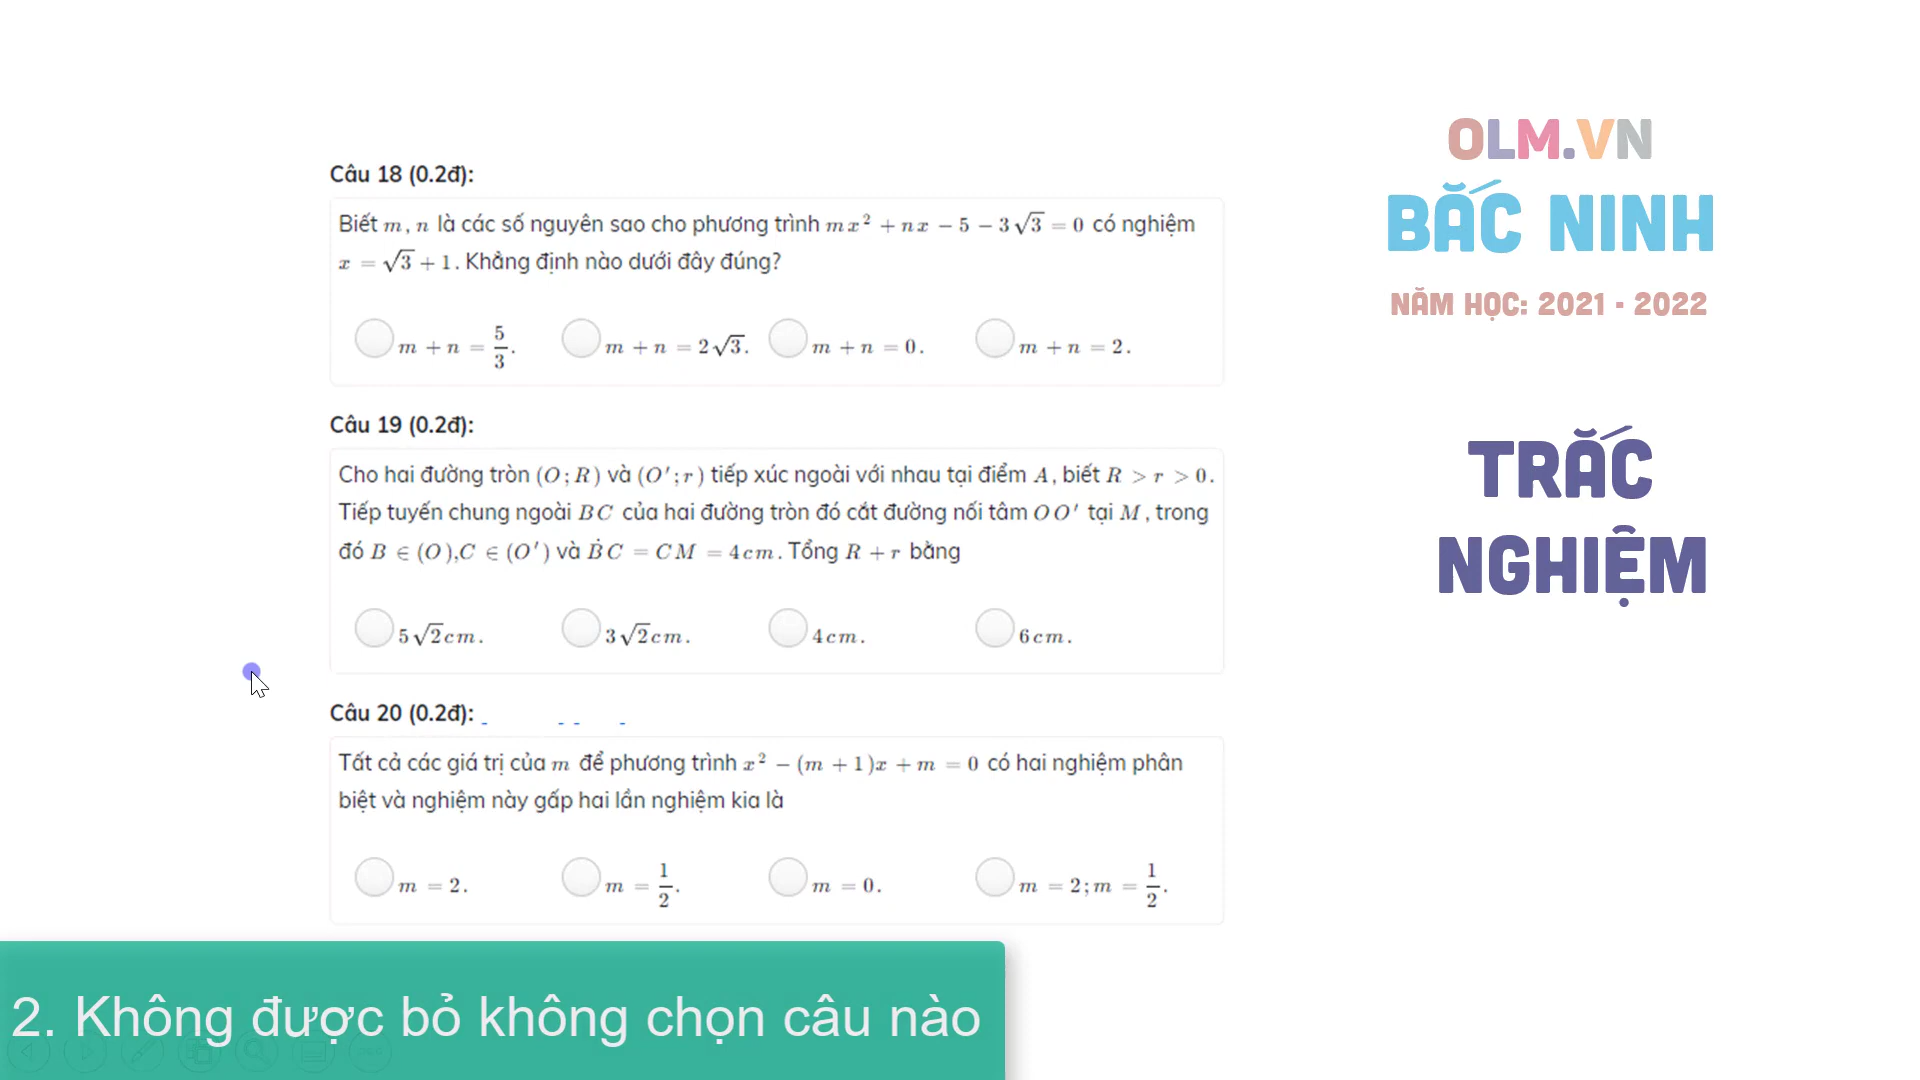 Câu 18 (0.2đ):
Biết m, n là các số nguyên sao cho phương trình mx² + nx − 5 − 3√3 = 0 có nghiệm
x = √3 + 1. Khẳng định nào dưới đây đúng?
m + n = 5/3. m + n = 2√3. m + n = 0. m + n = 2.
Câu 19 (0.2đ):
Cho hai đường tròn (O; R) và (O′; r) tiếp xúc ngoài với nhau tại điểm A, biết R > r > 0.
Tiếp tuyến chung ngoài BC của hai đường tròn đó cắt đường nối tâm OO′ tại M, trong
đó B ∈ (O),C ∈ (O′) và BC = CM = 4cm. Tổng R + r bằng
5√2cm. 3√2cm. 4cm. 6cm.
Câu 20 (0.2đ):
Tất cả các giá trị của m để phương trình x² − (m + 1)x + m = 0 có hai nghiệm phân
biệt và nghiệm này gấp hai lần nghiệm kia là
m = 2. m = 1/2. m = 0. m = 2; m = 1/2.
OLM.VN
BẮC NINH
NĂM HỌC: 2021 - 2022
TRẮC
NGHIỆM
2. Không được bỏ không chọn câu nào